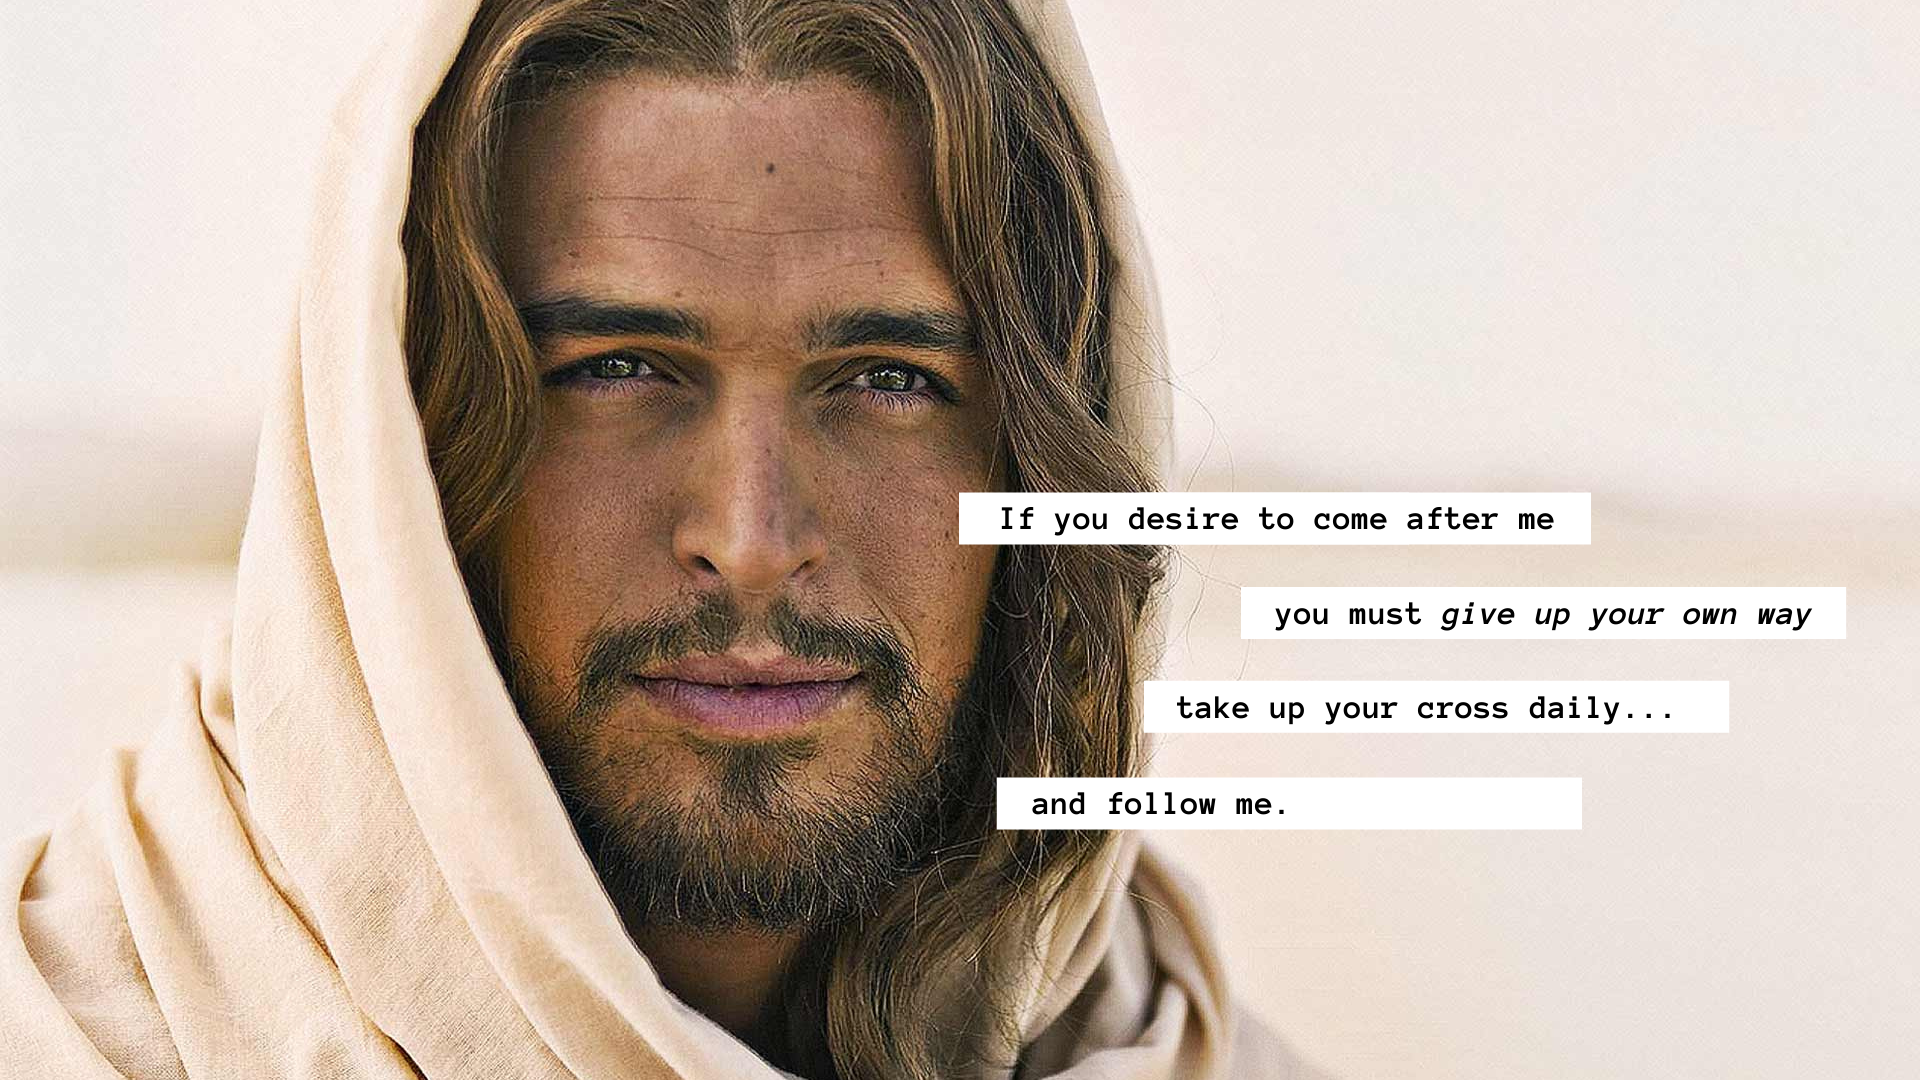 If you desire to come after me
you must give up your own way
take up your cross daily...
and follow me.